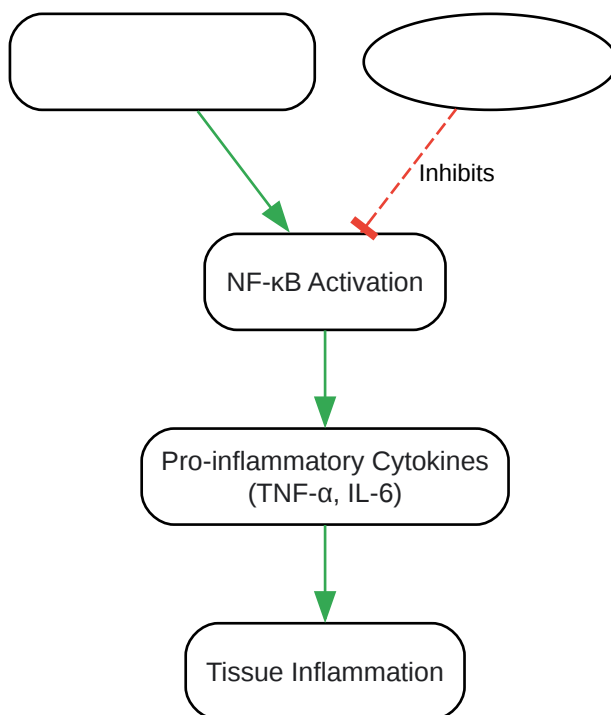 Inhibits
NF-κB Activation
Pro-inflammatory Cytokines
(TNF-α, IL-6)
Tissue Inflammation